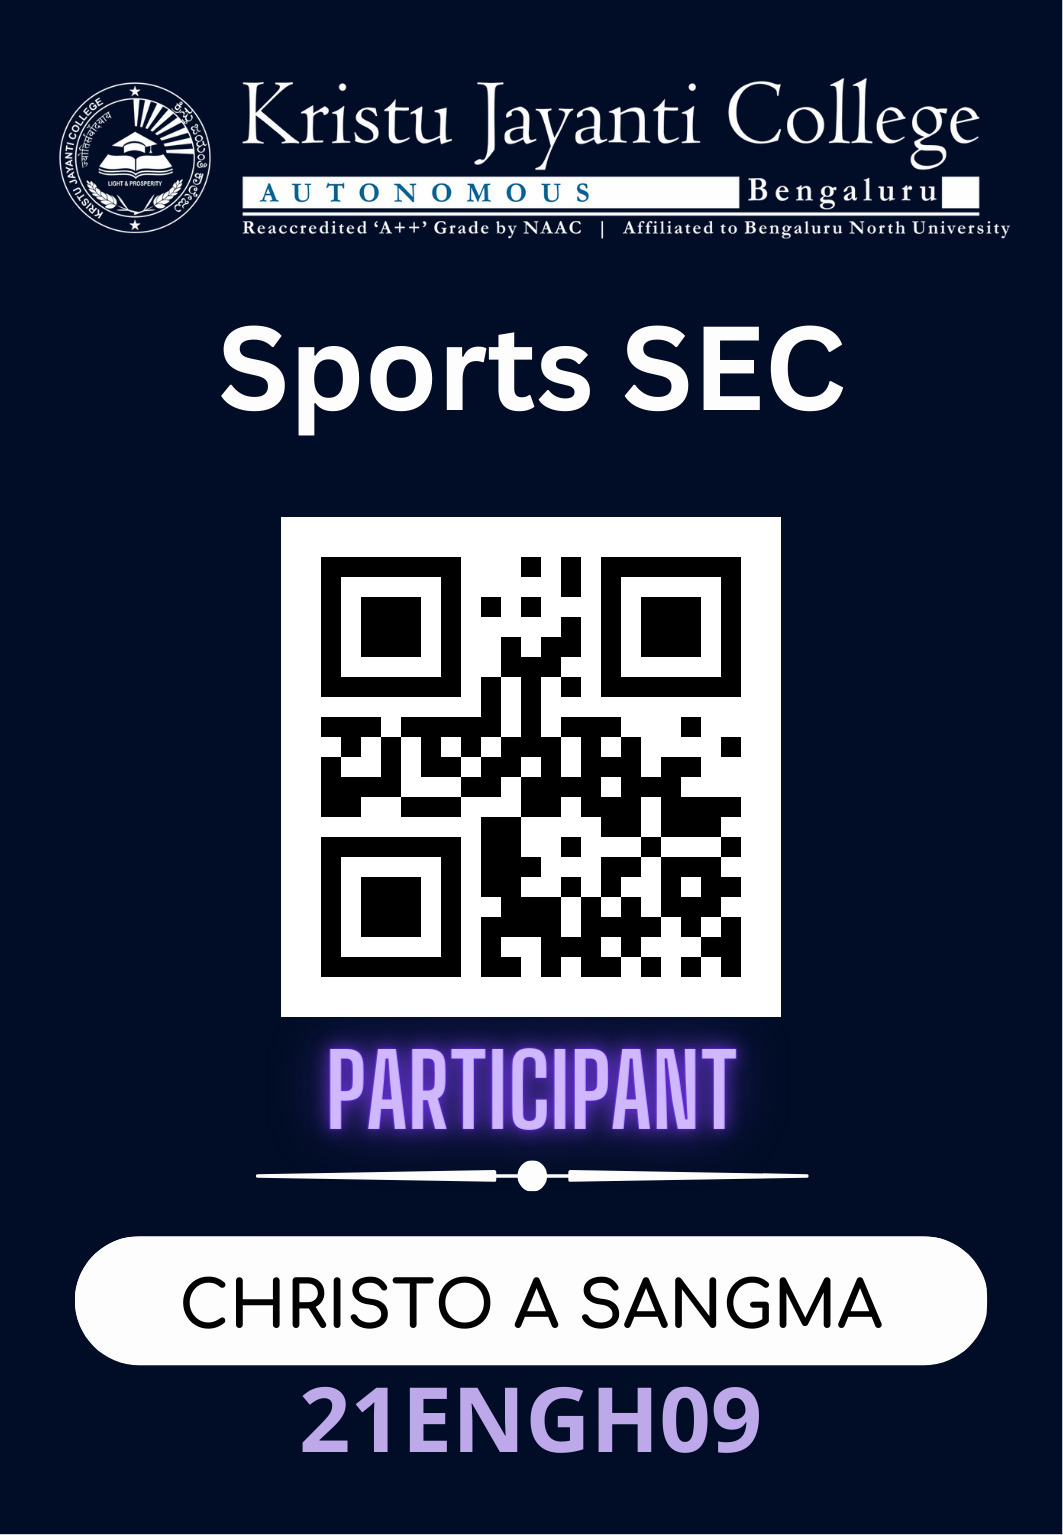 KRISTU JAYANTI COLLEGE
ज्योतिसंवाद्याय
ಕ್ರಿಸ್ತು ಜಯಂತಿ ಕಾಲೇಜು
LIGHT & PROSPERITY
Kristu Jayanti College
AUTONOMOUS Bengaluru
Reaccredited ‘A++’ Grade by NAAC | Affiliated to Bengaluru North University
Sports SEC
PARTICIPANT
CHRISTO A SANGMA
21ENGH09